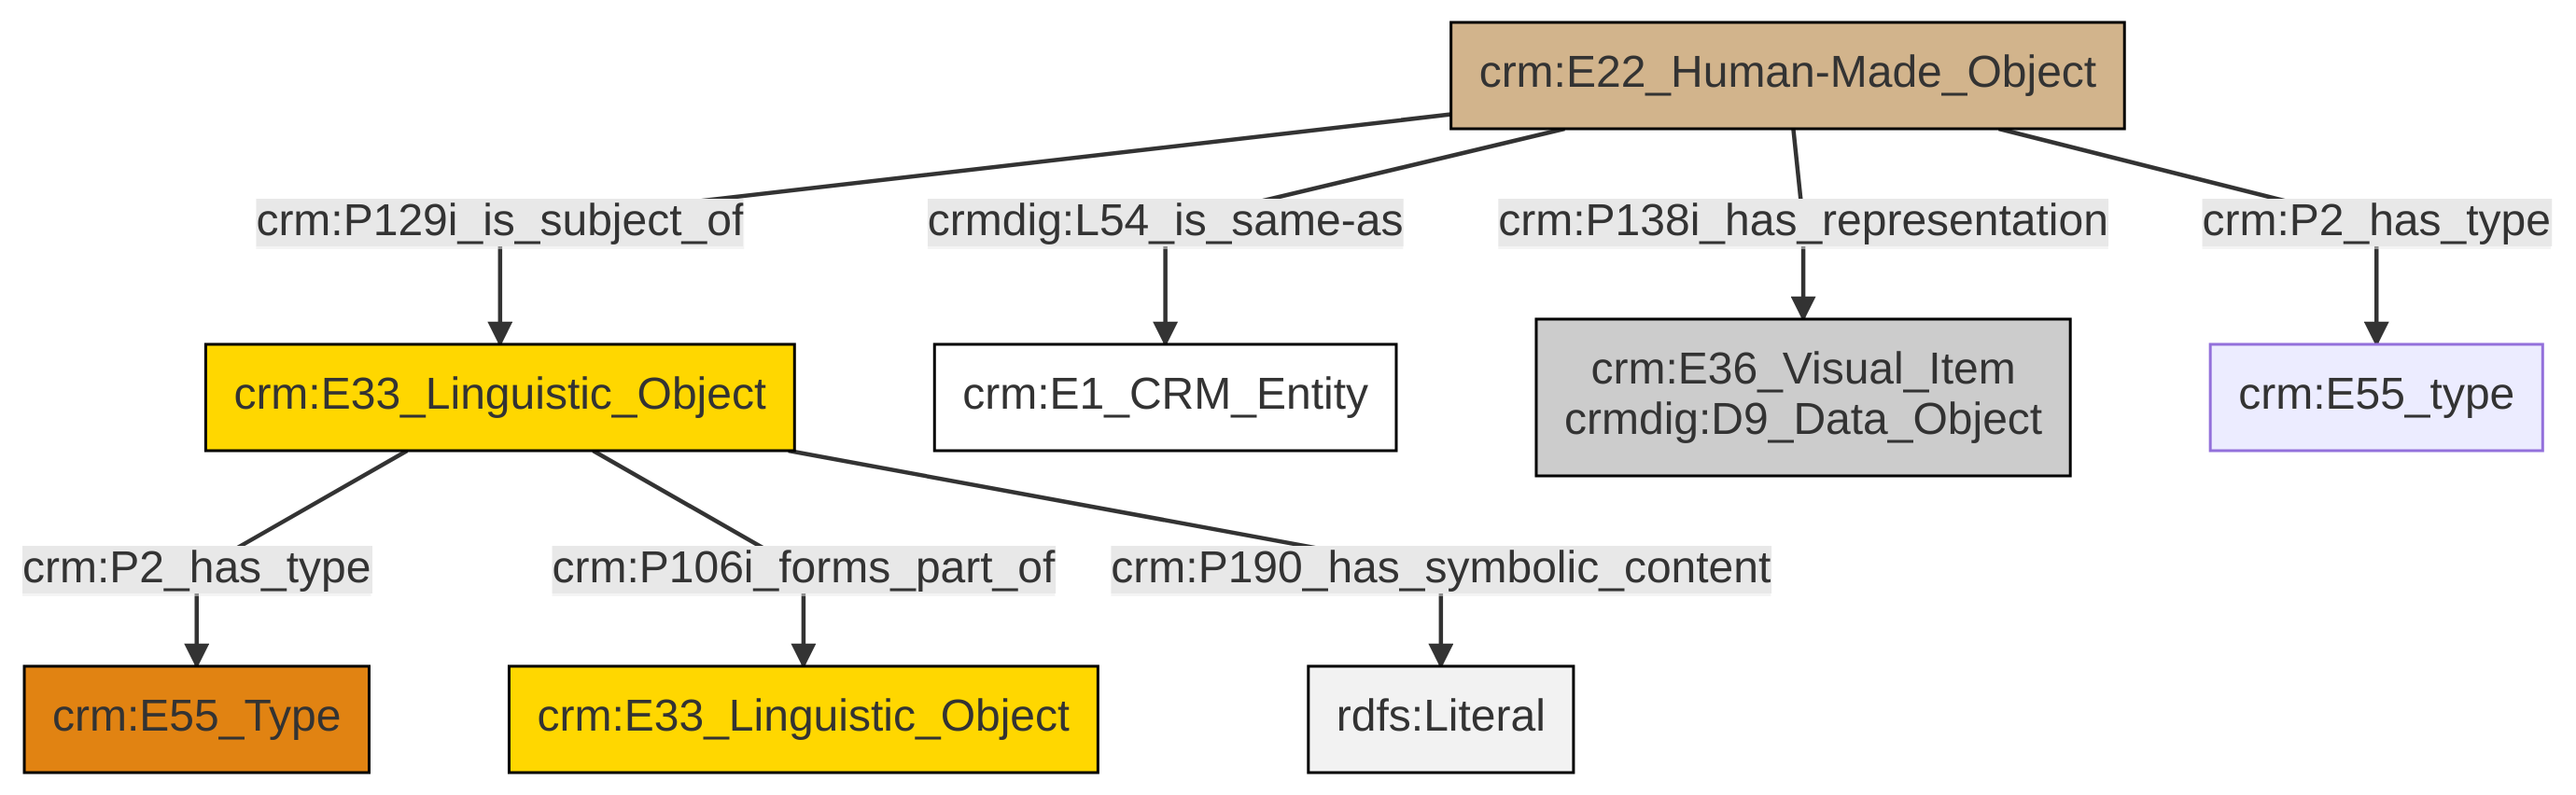 crm:E22_Human-Made_Object
crm:P129i_is_subject_of
crmdig:L54_is_same-as
crm:P138i_has_representation
crm:P2_has_type
crm:E33_Linguistic_Object
crm:E1_CRM_Entity
crm:E36_Visual_Item
crmdig:D9_Data_Object
crm:E55_type
crm:P2_has_type
crm:P106i_forms_part_of
crm:P190_has_symbolic_content
crm:E55_Type
crm:E33_Linguistic_Object
rdfs:Literal